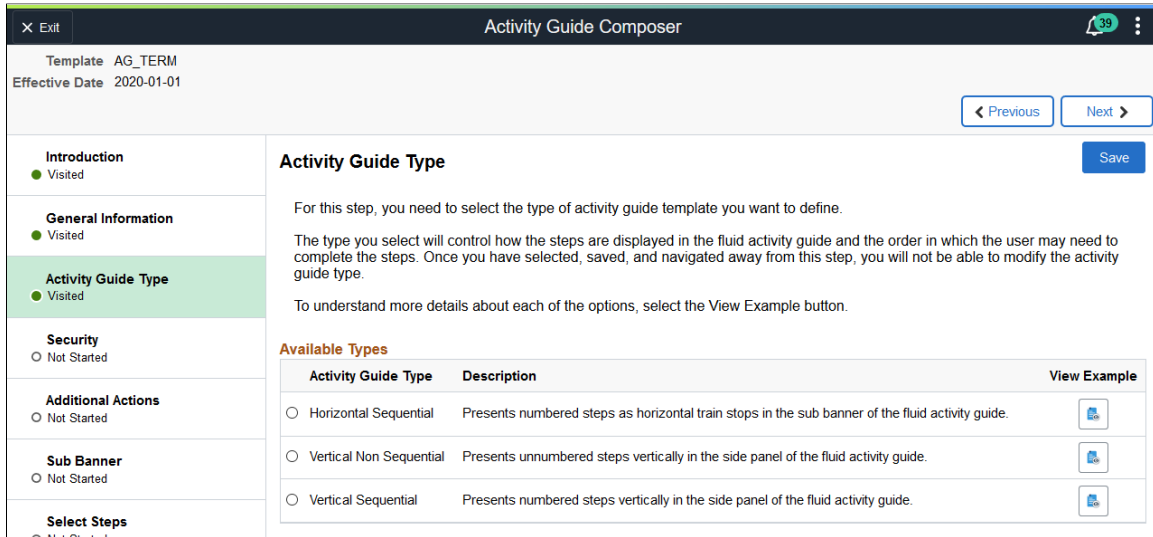 × Exit
Activity Guide Composer
39
Template AG_TERM
Effective Date 2020-01-01
Previous
Next
Introduction
Visited
General Information
Visited
Activity Guide Type
Visited
Security
Not Started
Additional Actions
Not Started
Sub Banner
Not Started
Select Steps
Not Started
Activity Guide Type
Save
For this step, you need to select the type of activity guide template you want to define.
The type you select will control how the steps are displayed in the fluid activity guide and the order in which the user may need to
complete the steps. Once you have selected, saved, and navigated away from this step, you will not be able to modify the activity
guide type.
To understand more details about each of the options, select the View Example button.
Available Types
Activity Guide Type Description View Example
Horizontal Sequential Presents numbered steps as horizontal train stops in the sub banner of the fluid activity guide.
Vertical Non Sequential Presents unnumbered steps vertically in the side panel of the fluid activity guide.
Vertical Sequential Presents numbered steps vertically in the side panel of the fluid activity guide.